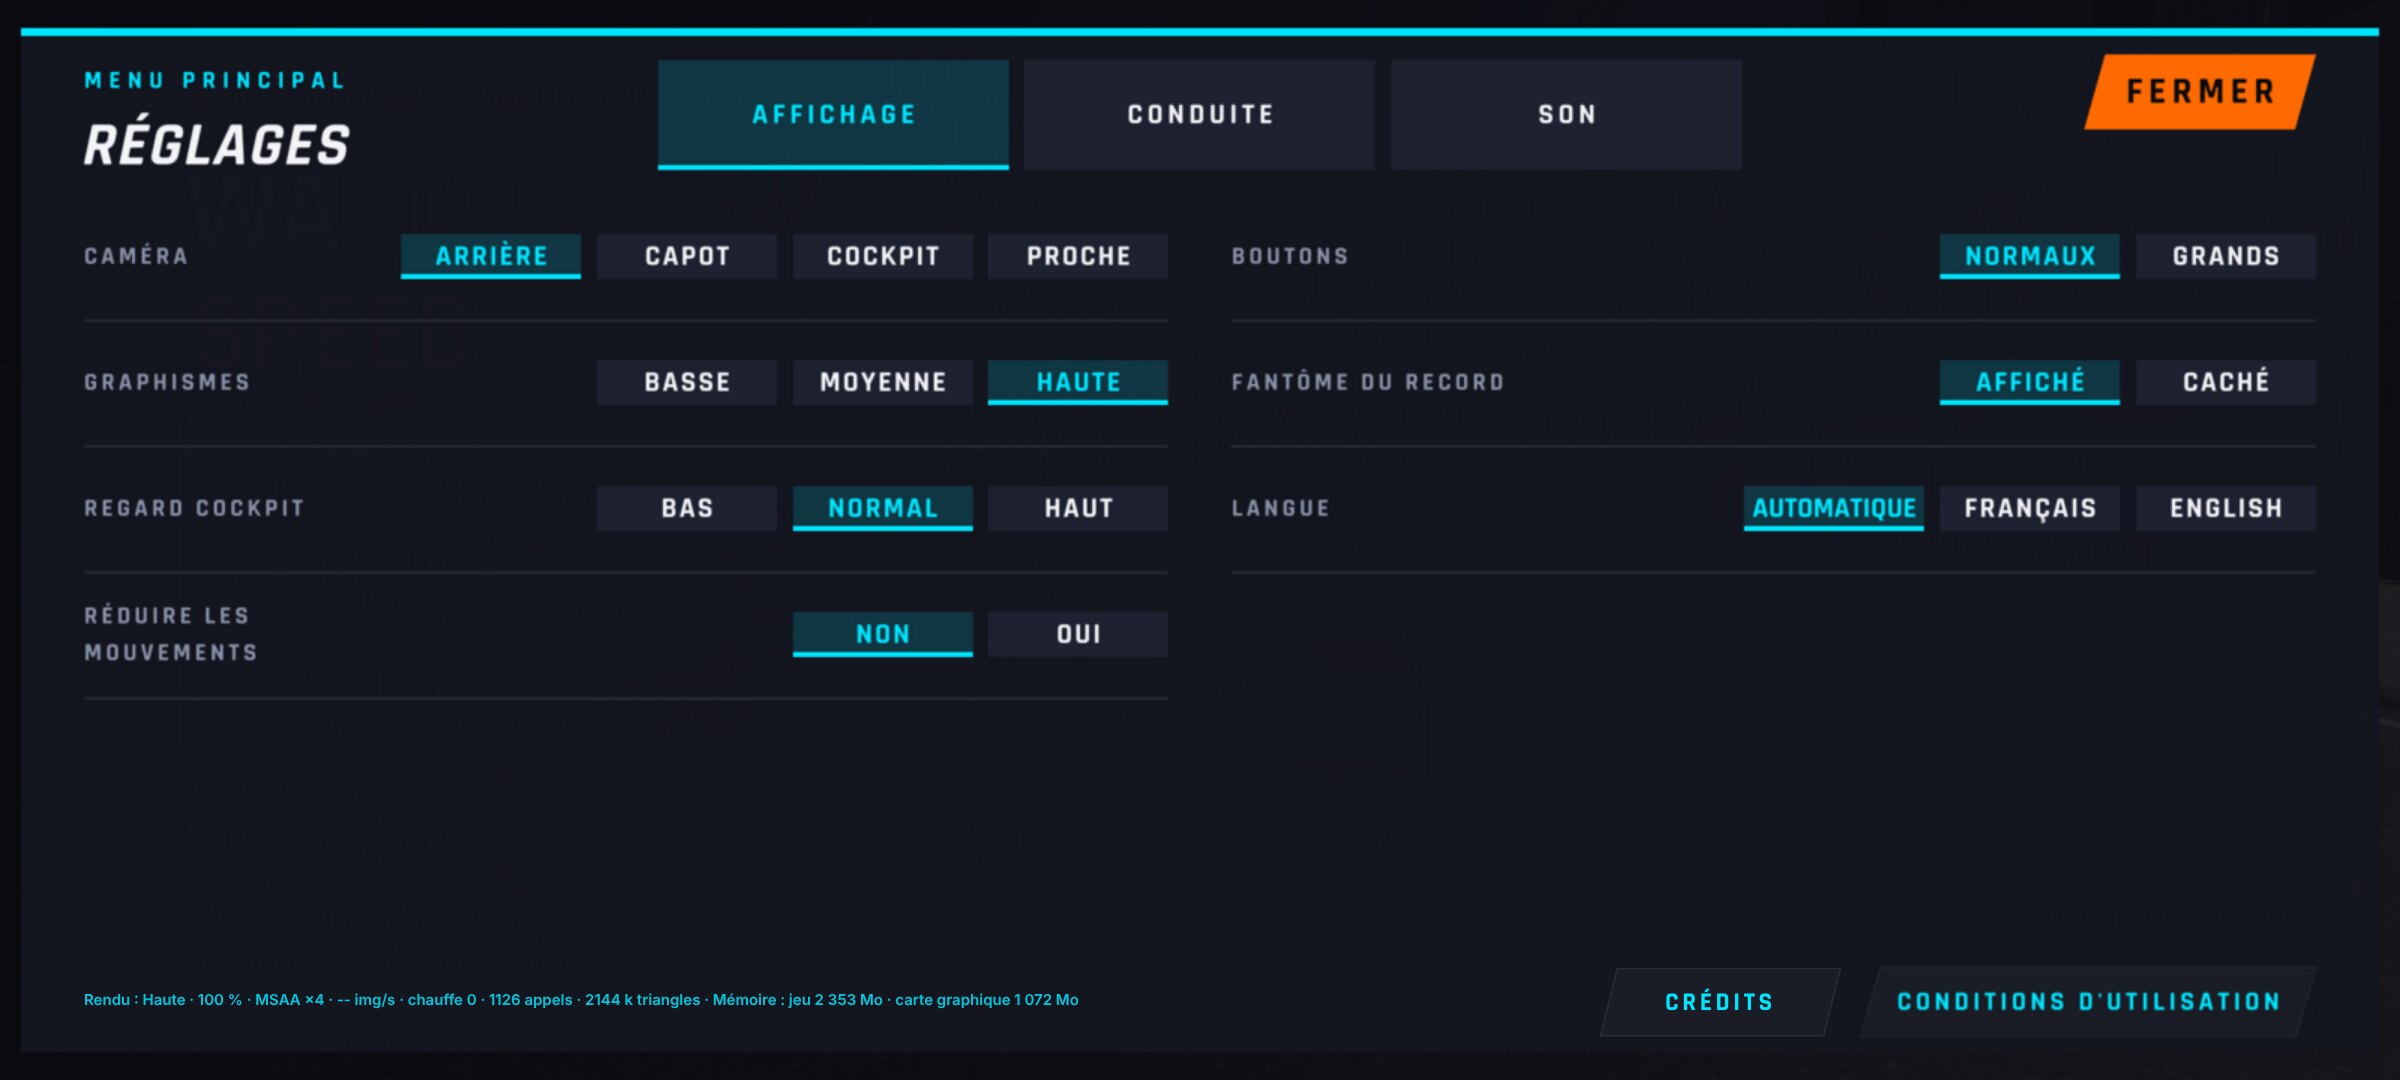 MENU PRINCIPAL
RÉGLAGES
AFFICHAGE
CONDUITE
SON
FERMER
CAMÉRA
ARRIÈRE
CAPOT
COCKPIT
PROCHE
BOUTONS
NORMAUX
GRANDS
GRAPHISMES
BASSE
MOYENNE
HAUTE
FANTÔME DU RECORD
AFFICHÉ
CACHÉ
REGARD COCKPIT
BAS
NORMAL
HAUT
LANGUE
AUTOMATIQUE
FRANÇAIS
ENGLISH
RÉDUIRE LES
MOUVEMENTS
NON
OUI
Rendu : Haute · 100 % · MSAA ×4 · -- img/s · chauffe 0 · 1126 appels · 2144 k triangles · Mémoire : jeu 2 353 Mo · carte graphique 1 072 Mo
CRÉDITS
CONDITIONS D'UTILISATION